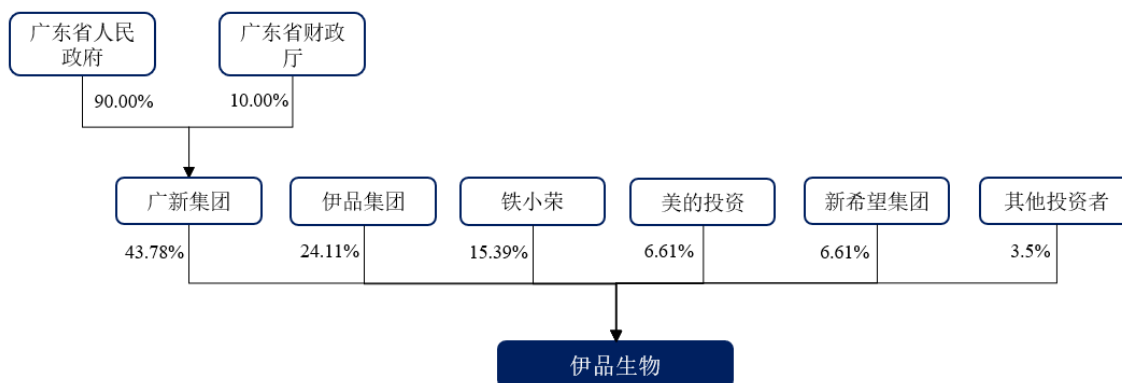 广东省人民
政府
广东省财政
厅
90.00%
10.00%
广新集团
伊品集团
铁小荣
美的投资
新希望集团
其他投资者
43.78%
24.11%
15.39%
6.61%
6.61%
3.5%
伊品生物